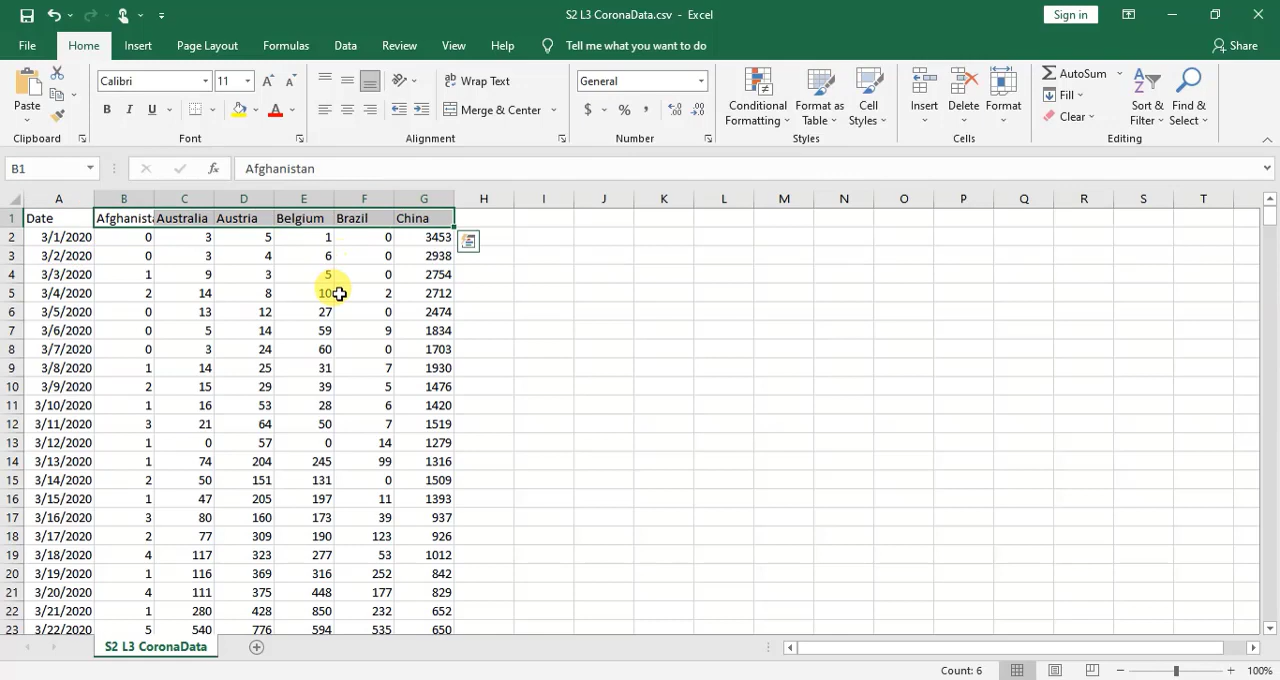 S2 L3 CoronaData.csv - Excel
Sign in
File Home Insert Page Layout Formulas Data Review View Help Tell me what you want to do Share
Paste Calibri 11 Wrap Text General Conditional Formatting Format as Table Cell Styles Insert Delete Format AutoSum Sort & Filter Find & Select
B I U A Merge & Center $ % , Fill
Clear
Clipboard Font Alignment Number Styles Cells Editing
B1 fx Afghanistan
A B C D E F G H I J K L M N O P Q R S T
1 Date Afghanista Australia Austria Belgium Brazil China
2 3/1/2020 0 3 5 1 0 3453
3 3/2/2020 0 3 4 6 0 2938
4 3/3/2020 1 9 3 5 0 2754
5 3/4/2020 2 14 8 10 2 2712
6 3/5/2020 0 13 12 27 0 2474
7 3/6/2020 0 5 14 59 9 1834
8 3/7/2020 0 3 24 60 0 1703
9 3/8/2020 1 14 25 31 7 1930
10 3/9/2020 2 15 29 39 5 1476
11 3/10/2020 1 16 53 28 6 1420
12 3/11/2020 3 21 64 50 7 1519
13 3/12/2020 1 0 57 0 14 1279
14 3/13/2020 1 74 204 245 99 1316
15 3/14/2020 2 50 151 131 0 1509
16 3/15/2020 1 47 205 197 11 1393
17 3/16/2020 3 80 160 173 39 937
18 3/17/2020 2 77 309 190 123 926
19 3/18/2020 4 117 323 277 53 1012
20 3/19/2020 1 116 369 316 252 842
21 3/20/2020 4 111 375 448 177 829
22 3/21/2020 1 280 428 850 232 652
23 3/22/2020 5 540 776 594 535 650
S2 L3 CoronaData
Count: 6 100%